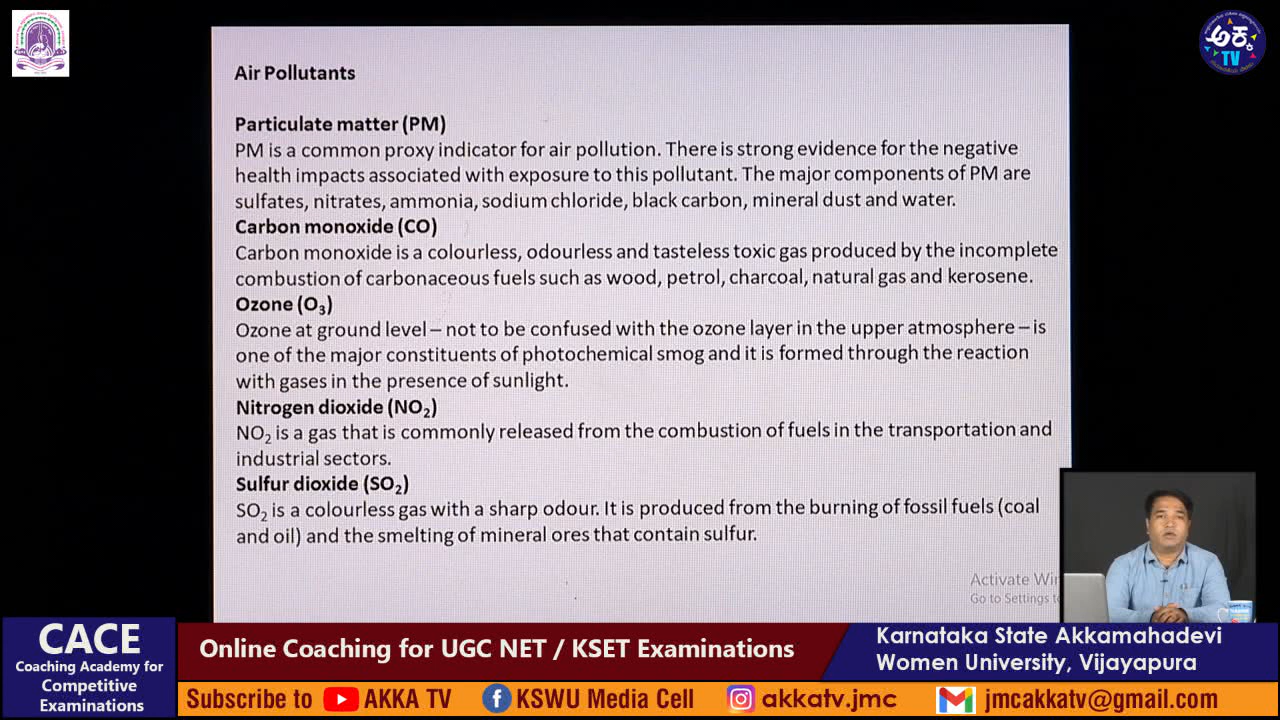 ಅಕ್ಕ
TV
Air Pollutants
Particulate matter (PM)
PM is a common proxy indicator for air pollution. There is strong evidence for the negative
health impacts associated with exposure to this pollutant. The major components of PM are
sulfates, nitrates, ammonia, sodium chloride, black carbon, mineral dust and water.
Carbon monoxide (CO)
Carbon monoxide is a colourless, odourless and tasteless toxic gas produced by the incomplete
combustion of carbonaceous fuels such as wood, petrol, charcoal, natural gas and kerosene.
Ozone (O₃)
Ozone at ground level – not to be confused with the ozone layer in the upper atmosphere – is
one of the major constituents of photochemical smog and it is formed through the reaction
with gases in the presence of sunlight.
Nitrogen dioxide (NO₂)
NO₂ is a gas that is commonly released from the combustion of fuels in the transportation and
industrial sectors.
Sulfur dioxide (SO₂)
SO₂ is a colourless gas with a sharp odour. It is produced from the burning of fossil fuels (coal
and oil) and the smelting of mineral ores that contain sulfur.
Activate Wi
Go to Settings t
CACE
Coaching Academy for
Competitive
Examinations
Online Coaching for UGC NET / KSET Examinations
Karnataka State Akkamahadevi
Women University, Vijayapura
Subscribe to AKKA TV KSWU Media Cell akkatv.jmc jmcakkatv@gmail.com